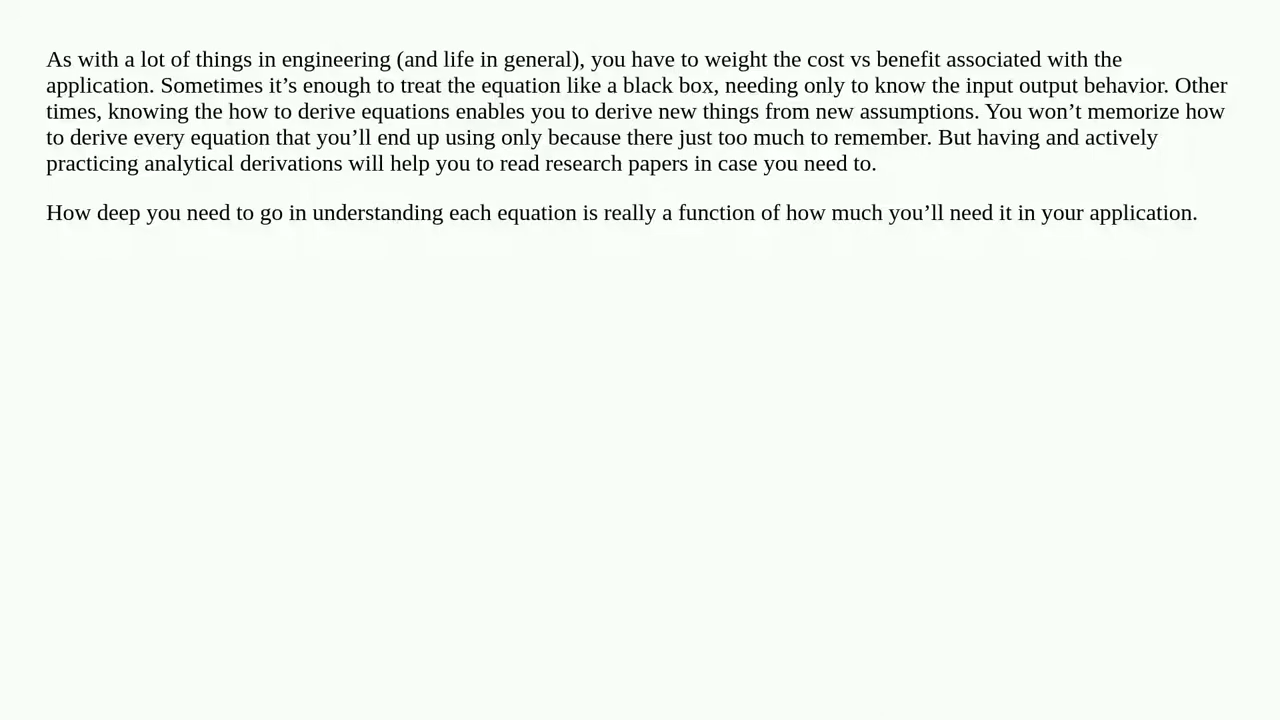 As with a lot of things in engineering (and life in general), you have to weight the cost vs benefit associated with the
application. Sometimes it’s enough to treat the equation like a black box, needing only to know the input output behavior. Other
times, knowing the how to derive equations enables you to derive new things from new assumptions. You won’t memorize how
to derive every equation that you’ll end up using only because there just too much to remember. But having and actively
practicing analytical derivations will help you to read research papers in case you need to.
How deep you need to go in understanding each equation is really a function of how much you’ll need it in your application.